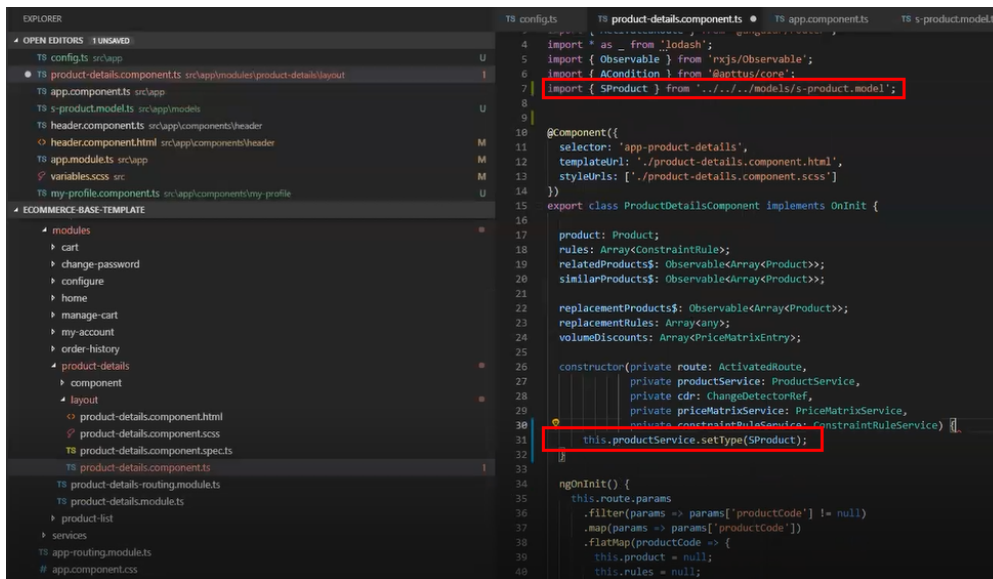 EXPLORER
OPEN EDITORS 1 UNSAVED
TS config.ts src\app U
TS product-details.component.ts src\app\modules\product-details\layout 1
TS app.component.ts src\app
TS s-product.model.ts src\app\models U
TS header.component.ts src\app\components\header
<> header.component.html src\app\components\header M
TS app.module.ts src\app M
variables.scss src M
TS my-profile.component.ts src\app\components\my-profile U
ECOMMERCE-BASE-TEMPLATE
modules
cart
change-password
configure
home
manage-cart
my-account
order-history
product-details
component
layout
<> product-details.component.html
product-details.component.scss
TS product-details.component.spec.ts
TS product-details.component.ts 1
TS product-details-routing.module.ts
TS product-details.module.ts
product-list
services
TS app-routing.module.ts
# app.component.css
TS config.ts TS product-details.component.ts TS app.component.ts TS s-product.model.t
4 import * as _ from 'lodash';
5 import { Observable } from 'rxjs/Observable';
6 import { ACondition } from '@apttus/core';
7 import { SProduct } from '../../../models/s-product.model';
8
9
10 @Component({
11 selector: 'app-product-details',
12 templateUrl: './product-details.component.html',
13 styleUrls: ['./product-details.component.scss']
14 })
15 export class ProductDetailsComponent implements OnInit {
16
17 product: Product;
18 rules: Array<ConstraintRule>;
19 relatedProducts$: Observable<Array<Product>>;
20 similarProducts$: Observable<Array<Product>>;
21
22 replacementProducts$: Observable<Array<Product>>;
23 replacementRules: Array<any>;
24 volumeDiscounts: Array<PriceMatrixEntry>;
25
26 constructor(private route: ActivatedRoute,
27 private productService: ProductService,
28 private cdr: ChangeDetectorRef,
29 private priceMatrixService: PriceMatrixService,
30 private constraintRuleService: ConstraintRuleService) {
31 this.productService.setType(SProduct);
32 }
33
34 ngOnInit() {
35 this.route.params
36 .filter(params => params['productCode'] != null)
37 .map(params => params['productCode'])
38 .flatMap(productCode => {
39 this.product = null;
40 this.rules = null;